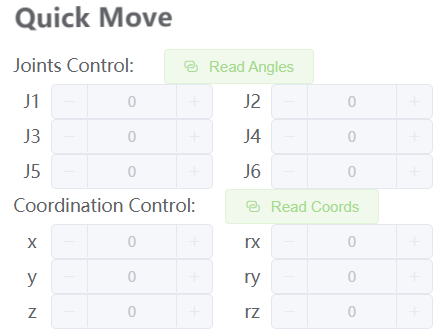 Quick Move
Joints Control: Read Angles
J1 − 0 + J2 − 0 +
J3 − 0 + J4 − 0 +
J5 − 0 + J6 − 0 +
Coordination Control: Read Coords
x − 0 + rx − 0 +
y − 0 + ry − 0 +
z − 0 + rz − 0 +